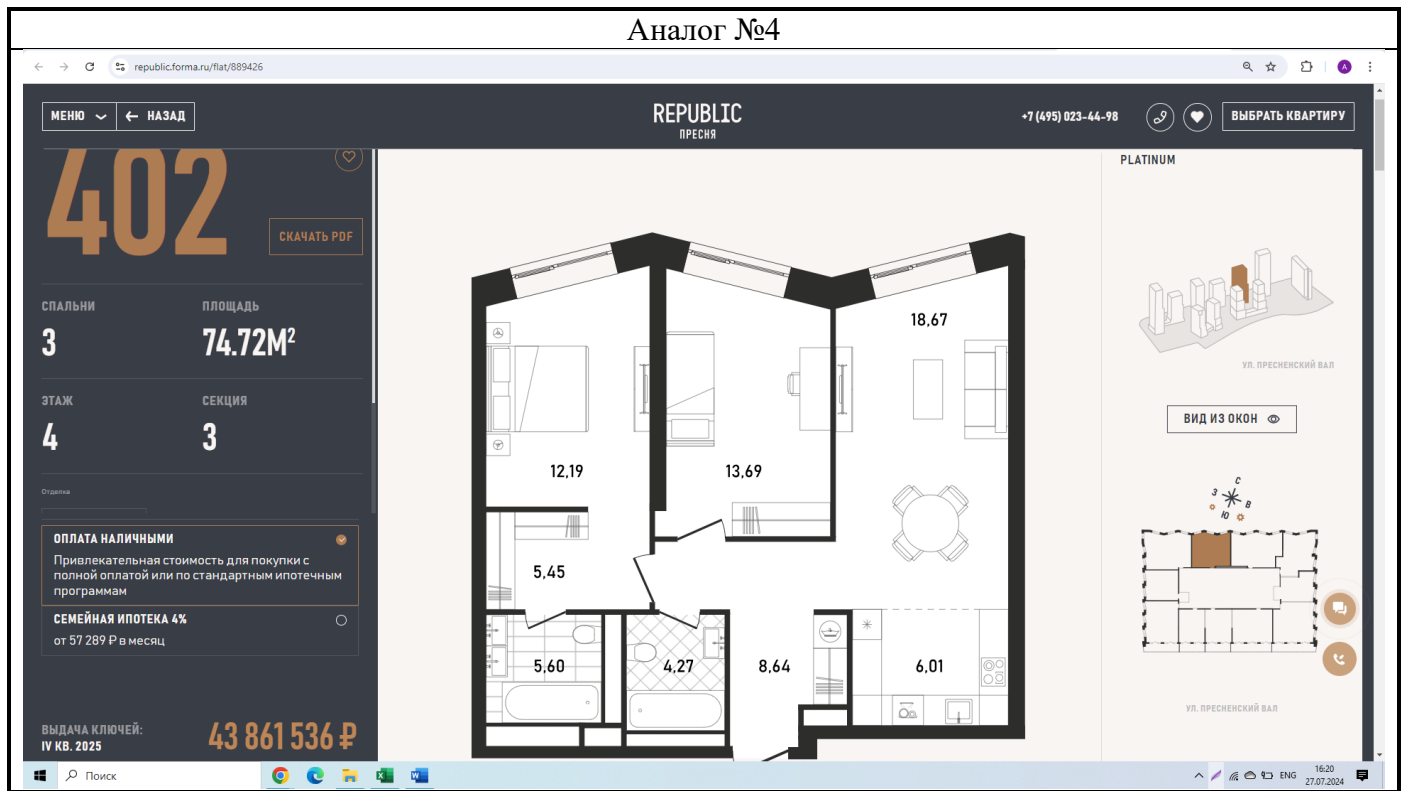 Аналог №4
republic.forma.ru/flat/889426
А
МЕНЮ
НАЗАД
REPUBLIC
ПРЕСНЯ
+7 (495) 023-44-98
ВЫБРАТЬ КВАРТИРУ
402
СКАЧАТЬ PDF
СПАЛЬНИ
ПЛОЩАДЬ
3
74.72М²
ЭТАЖ
СЕКЦИЯ
4
3
Отделка
ОПЛАТА НАЛИЧНЫМИ
Привлекательная стоимость для покупки с
полной оплатой или по стандартным ипотечным
программам
СЕМЕЙНАЯ ИПОТЕКА 4%
от 57 289 ₽ в месяц
ВЫДАЧА КЛЮЧЕЙ:
IV КВ. 2025
43 861 536 ₽
18,67
12,19
13,69
5,45
5,60
4,27
8,64
6,01
PLATINUM
УЛ. ПРЕСНЕНСКИЙ ВАЛ
ВИД ИЗ ОКОН
С
З
В
Ю
УЛ. ПРЕСНЕНСКИЙ ВАЛ
Поиск
ENG
16:20
27.07.2024